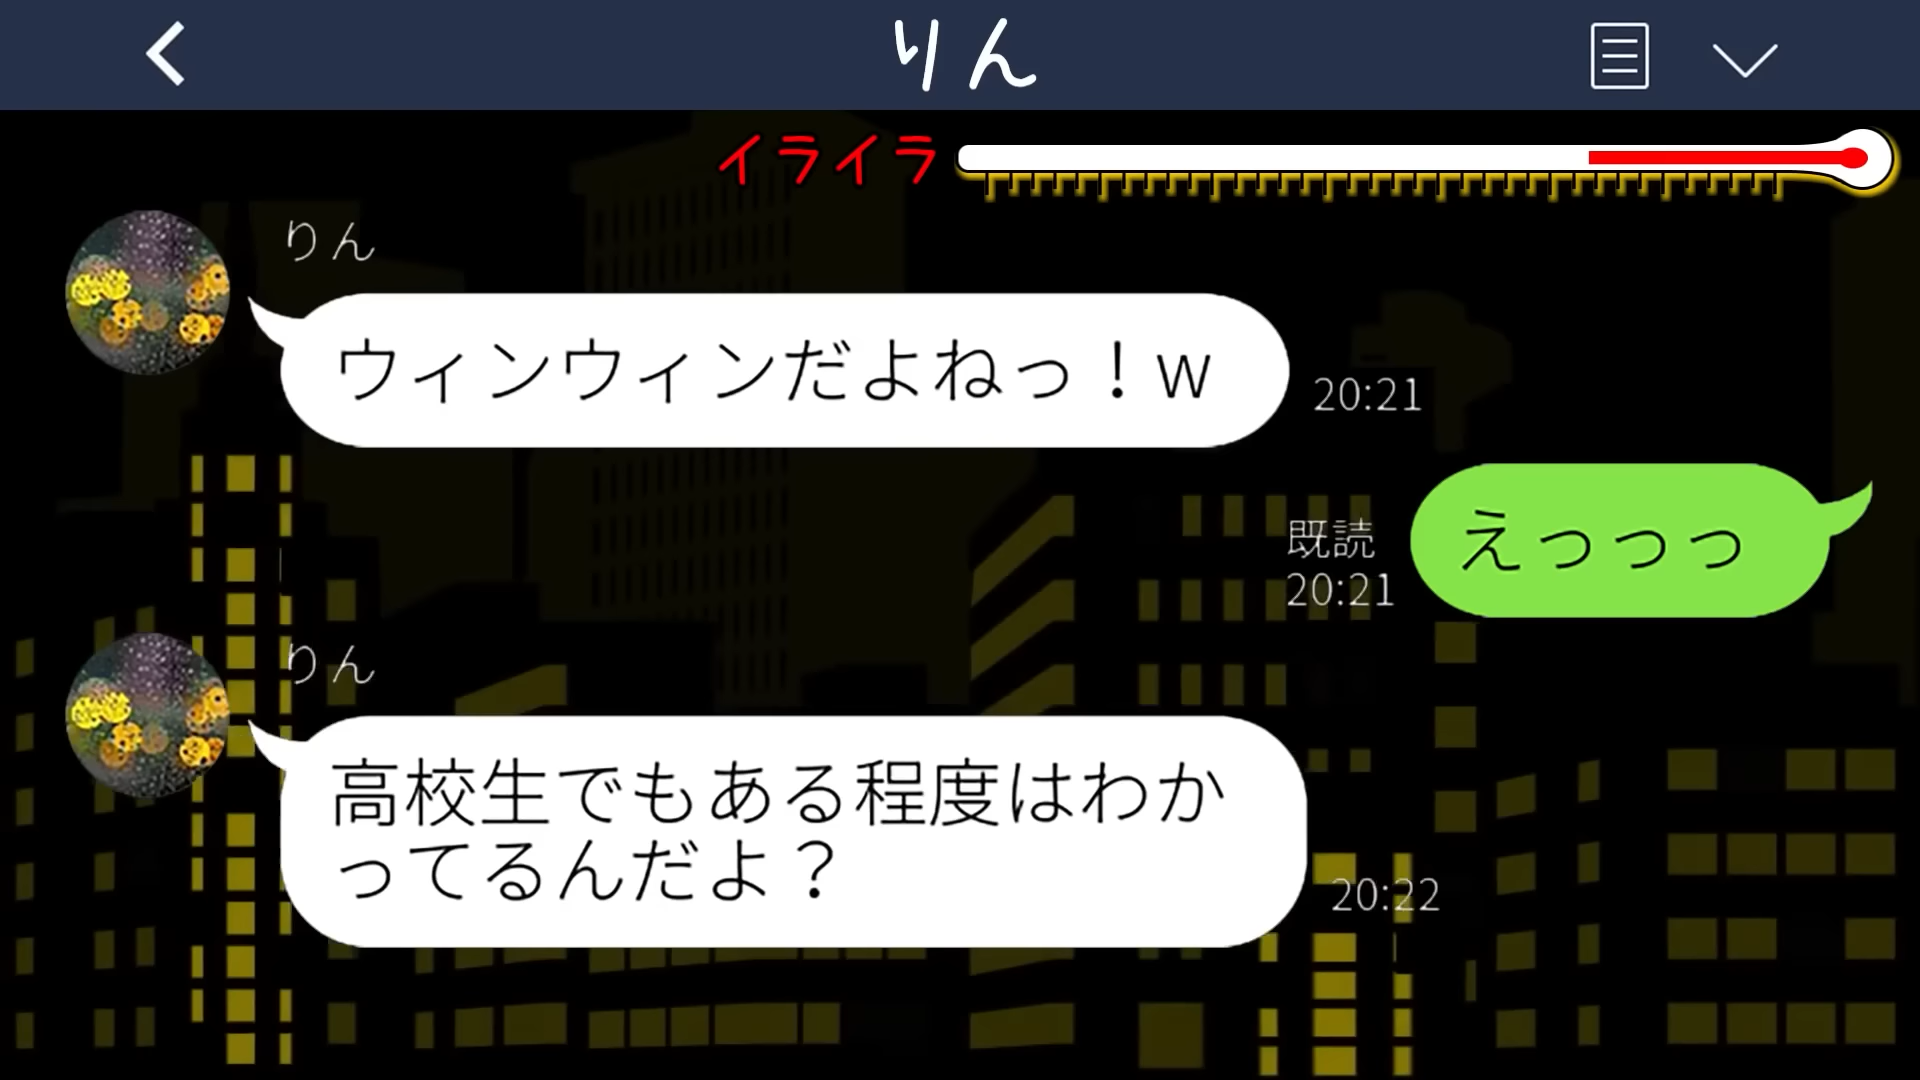 りん
イライラ
りん
ウィンウィンだよねっ！w
20:21
えっっっ
既読
20:21
りん
高校生でもある程度はわか
ってるんだよ？
20:22